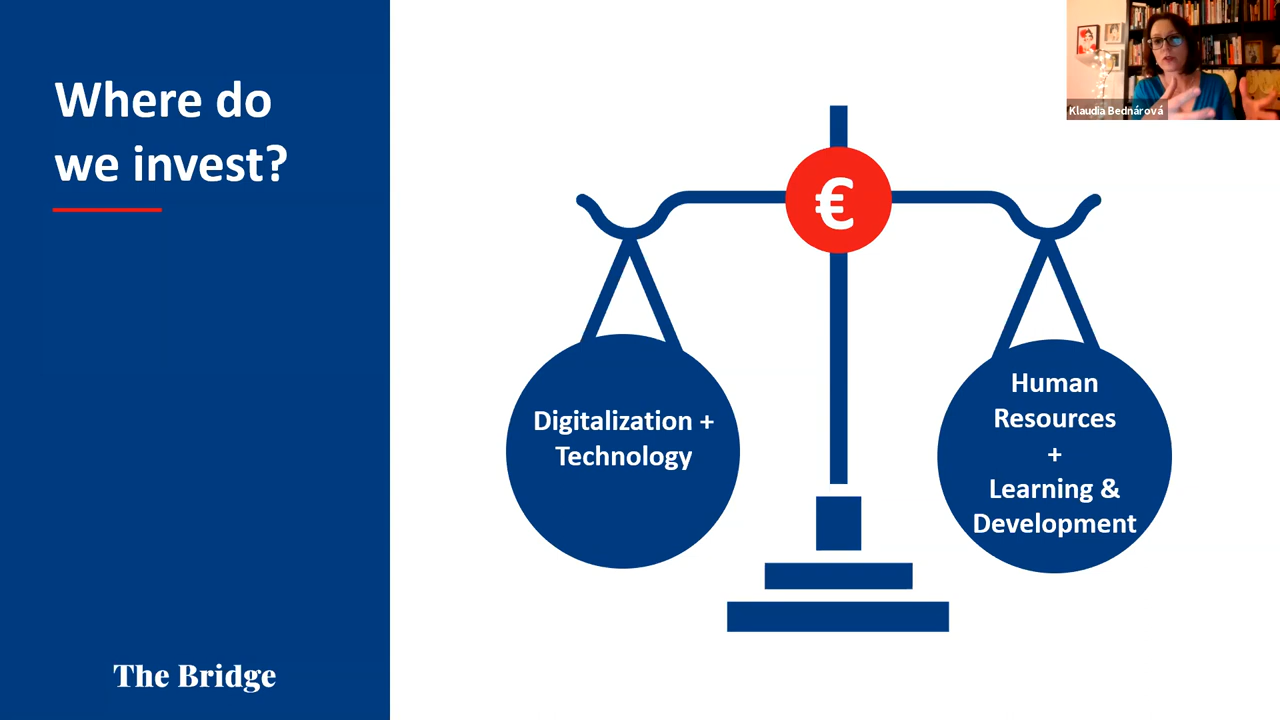 Where do
we invest?
€
Digitalization +
Technology
Human
Resources
+
Learning &
Development
The Bridge
Klaudia Bednárová